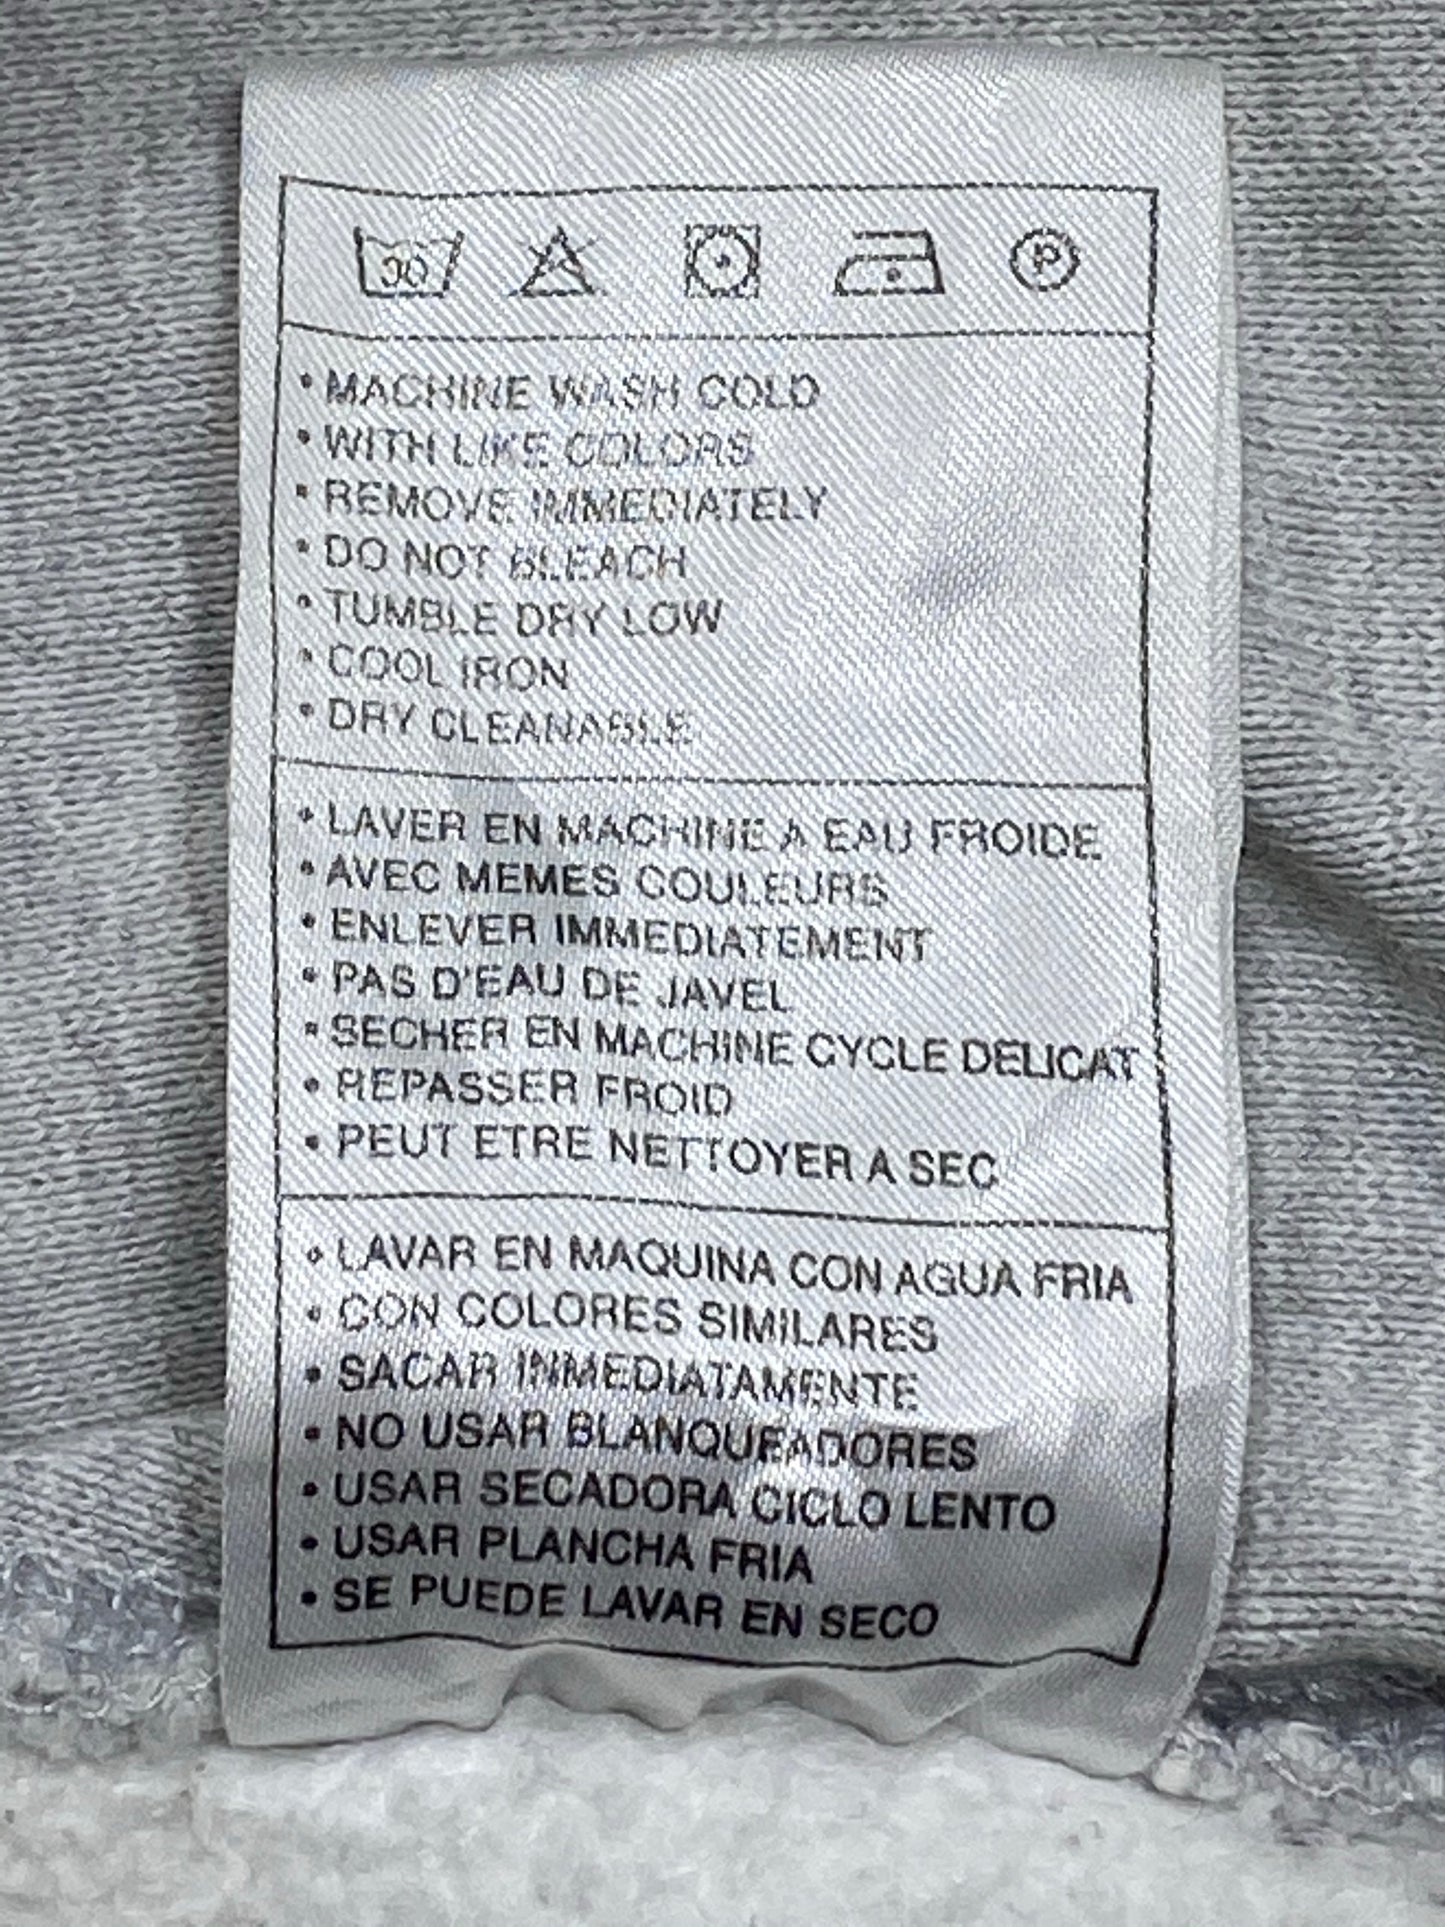 30 P
• MACHINE WASH COLD
• WITH LIKE COLORS
• REMOVE IMMEDIATELY
• DO NOT BLEACH
• TUMBLE DRY LOW
• COOL IRON
• DRY CLEANABLE
• LAVER EN MACHINE A EAU FROIDE
• AVEC MEMES COULEURS
• ENLEVER IMMEDIATEMENT
• PAS D'EAU DE JAVEL
• SECHER EN MACHINE CYCLE DELICAT
• REPASSER FROID
• PEUT ETRE NETTOYER A SEC
• LAVAR EN MAQUINA CON AGUA FRIA
• CON COLORES SIMILARES
• SACAR INMEDIATAMENTE
• NO USAR BLANQUEADORES
• USAR SECADORA CICLO LENTO
• USAR PLANCHA FRIA
• SE PUEDE LAVAR EN SECO